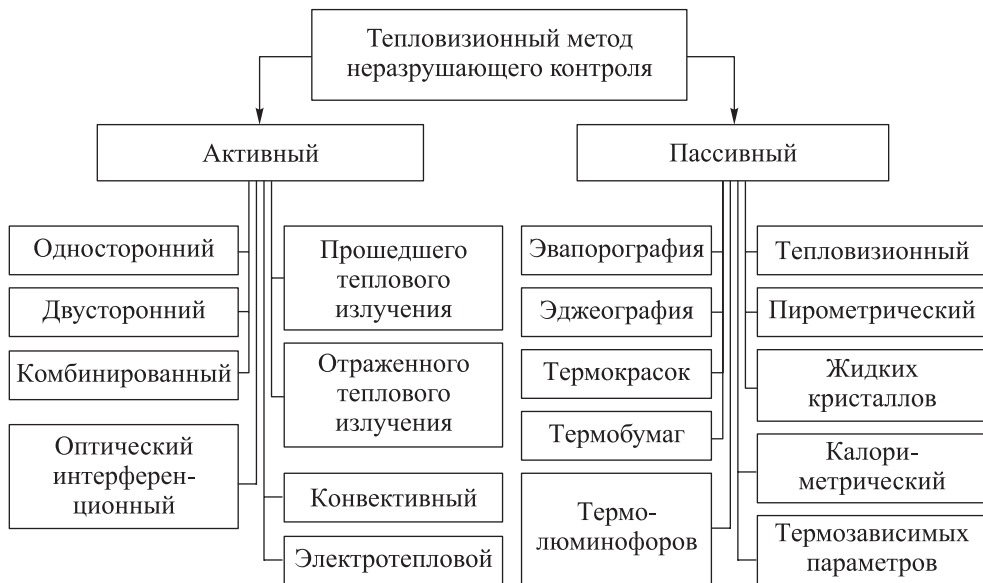 Тепловизионный метод
неразрушающего контроля
Активный
Пассивный
Односторонний
Двусторонний
Комбинированный
Оптический
интерферен-
ционный
Прошедшего
теплового
излучения
Отраженного
теплового
излучения
Конвективный
Электротепловой
Эвапорография
Эджеография
Термокрасок
Термобумаг
Термо-
люминофоров
Тепловизионный
Пирометрический
Жидких
кристаллов
Калори-
метрический
Термозависимых
параметров